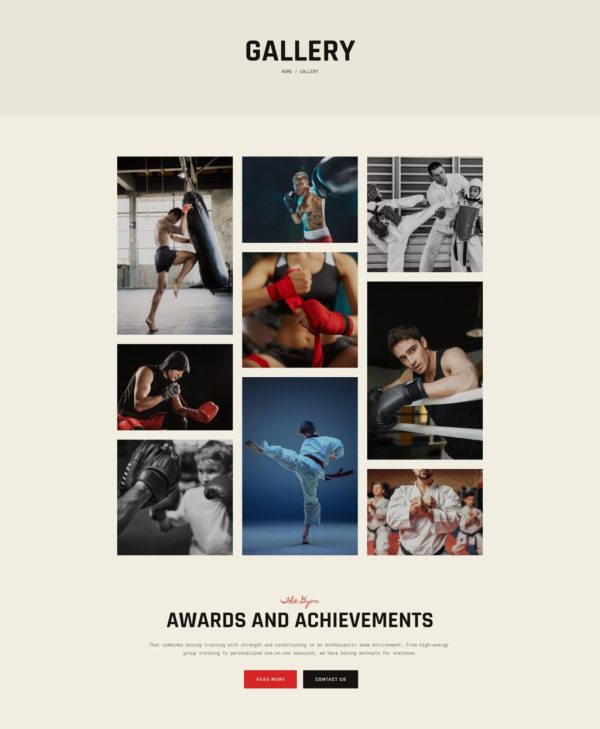 GALLERY
HOME / GALLERY
The Gym
AWARDS AND ACHIEVEMENTS
That combines boxing training with strength and conditioning in an enthusiastic team environment. From high-energy
group training to personalized one-on-one sessions, we have boxing workouts for everyone.
READ MORE
CONTACT US